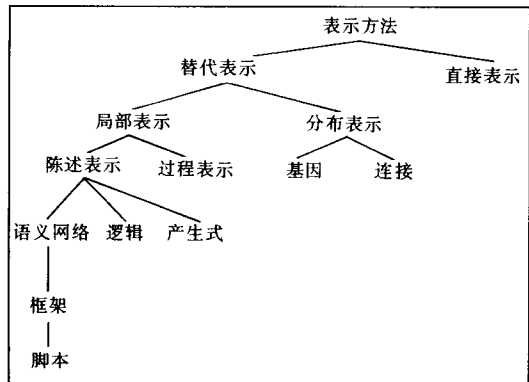 表示方法
替代表示 直接表示
局部表示 分布表示
陈述表示 过程表示 基因 连接
语义网络 逻辑 产生式
框架
脚本